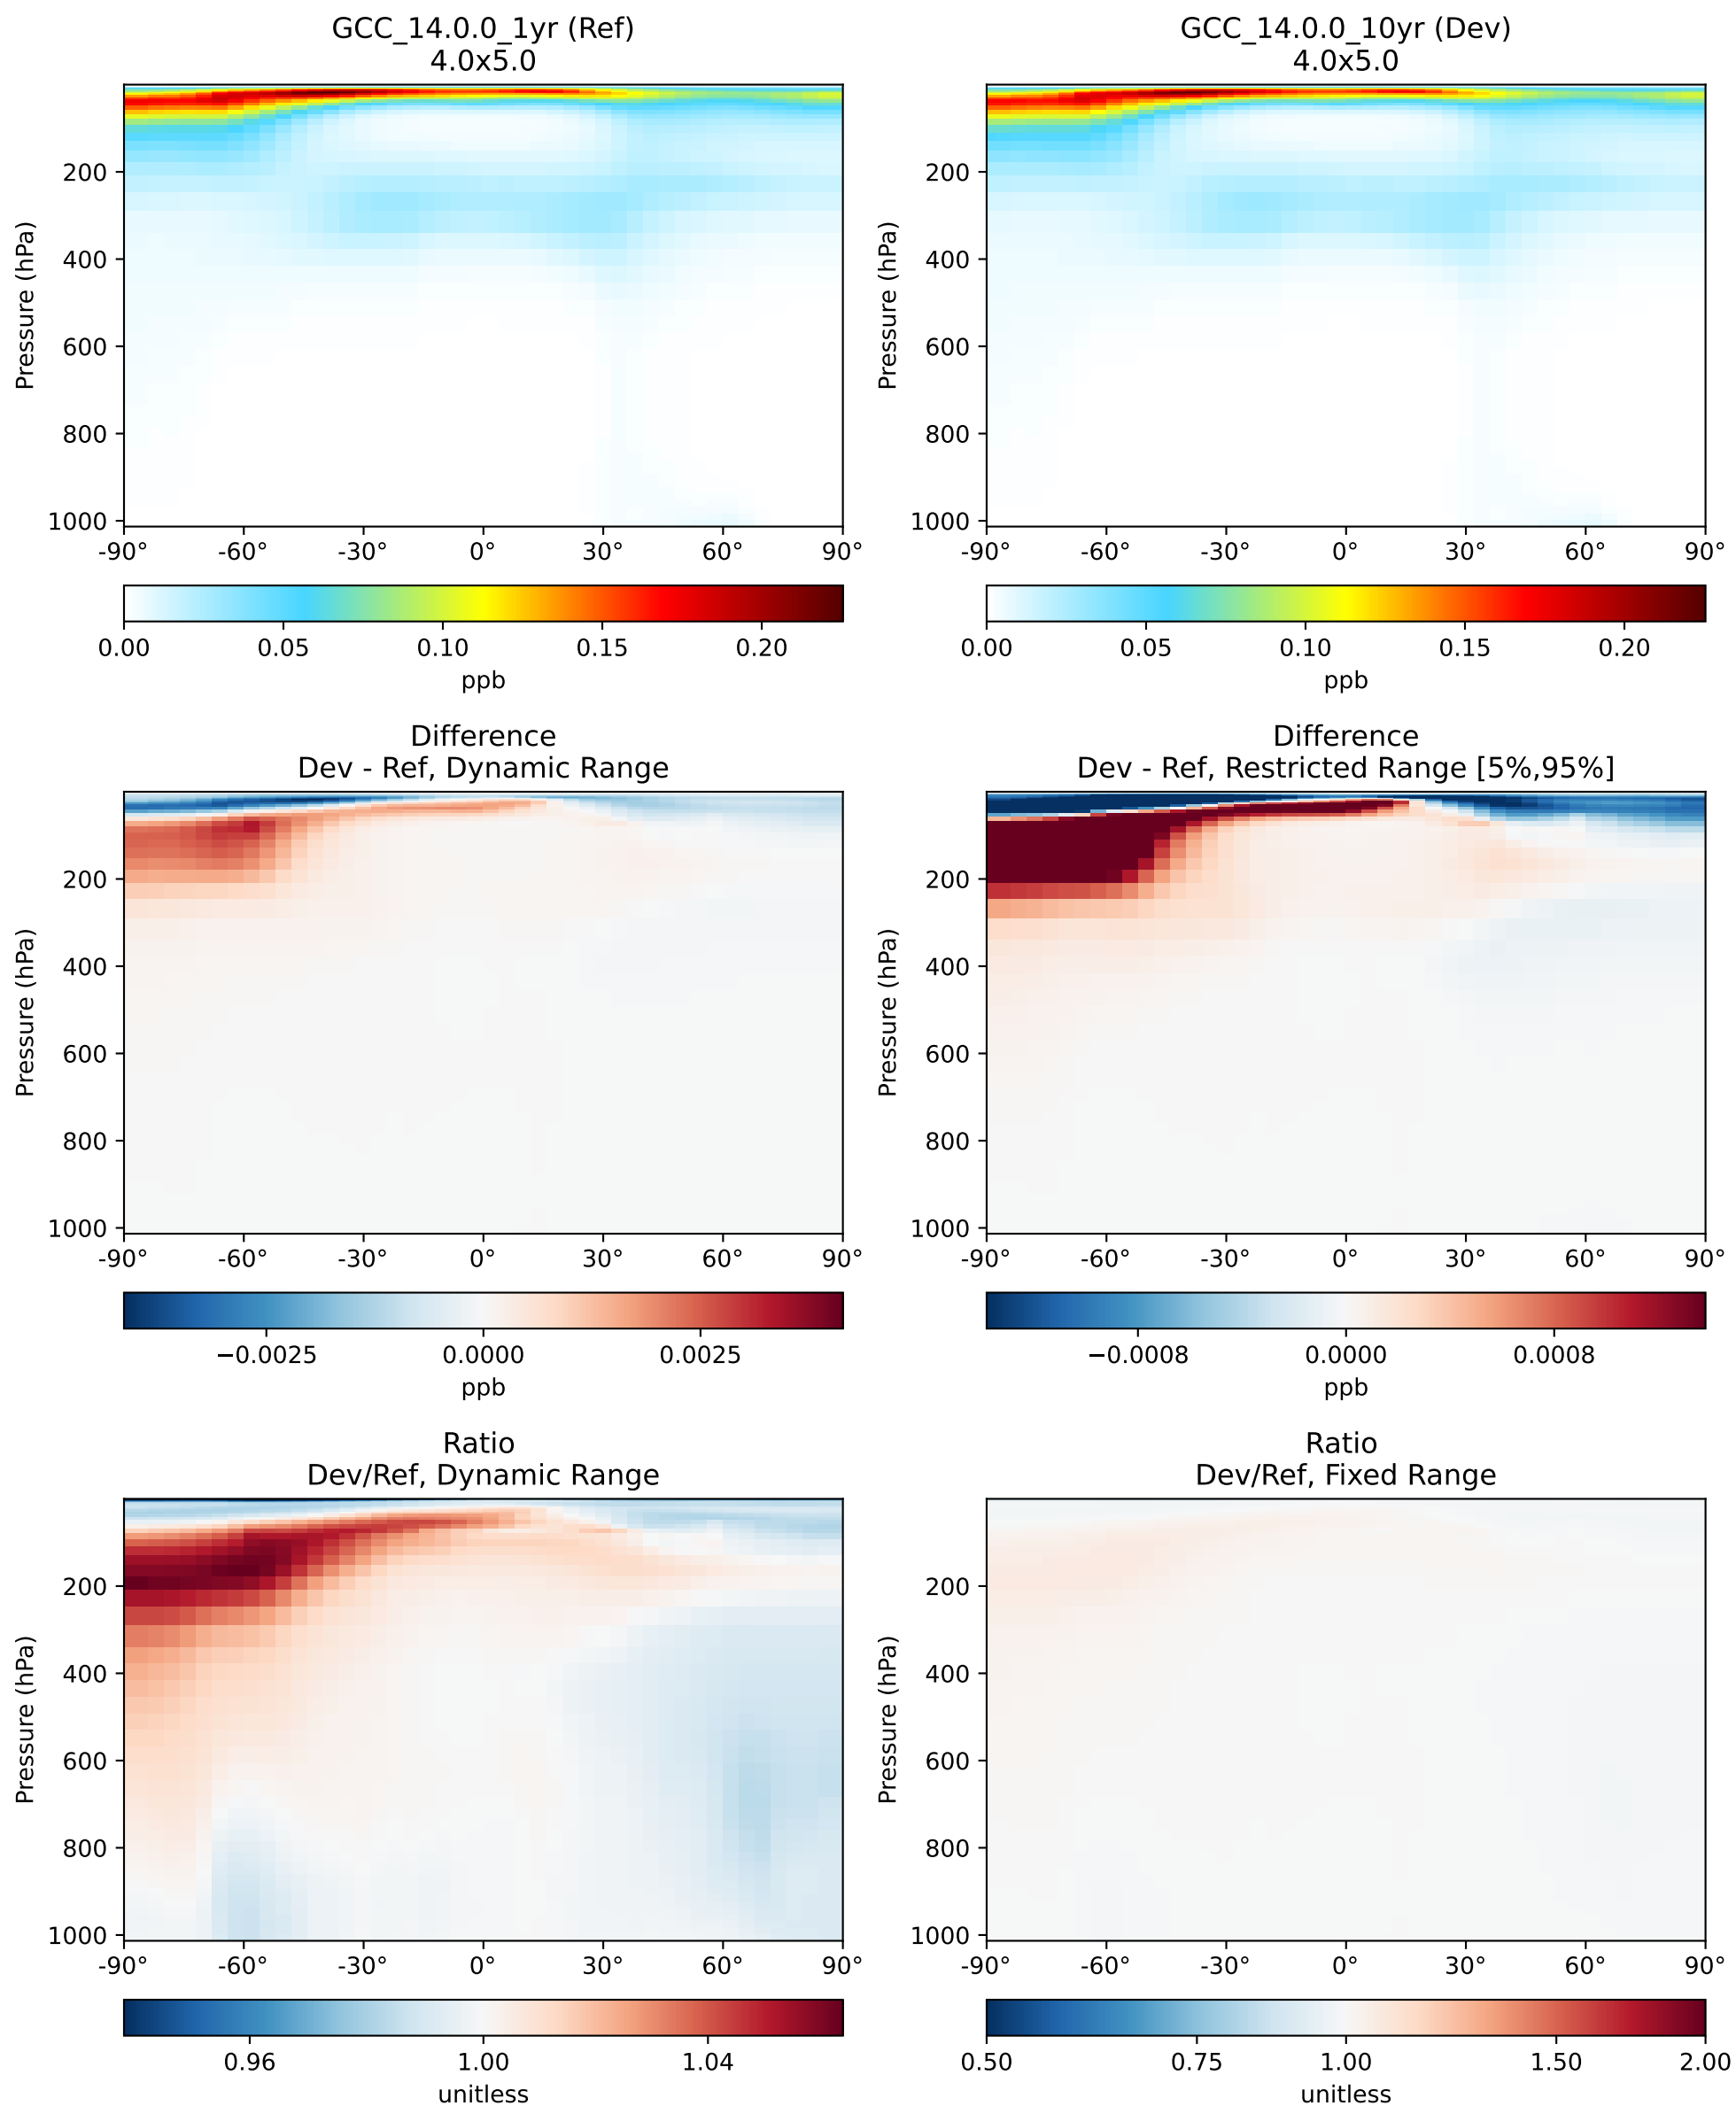 GCC_14.0.0_1yr (Ref)
4.0x5.0
Pressure (hPa)
200
400
600
800
1000
-90° -60° -30° 0° 30° 60° 90°
0.00 0.05 0.10 0.15 0.20
ppb
GCC_14.0.0_10yr (Dev)
4.0x5.0
Pressure (hPa)
200
400
600
800
1000
-90° -60° -30° 0° 30° 60° 90°
0.00 0.05 0.10 0.15 0.20
ppb
Difference
Dev - Ref, Dynamic Range
Pressure (hPa)
200
400
600
800
1000
-90° -60° -30° 0° 30° 60° 90°
−0.0025 0.0000 0.0025
ppb
Difference
Dev - Ref, Restricted Range [5%,95%]
Pressure (hPa)
200
400
600
800
1000
-90° -60° -30° 0° 30° 60° 90°
−0.0008 0.0000 0.0008
ppb
Ratio
Dev/Ref, Dynamic Range
Pressure (hPa)
200
400
600
800
1000
-90° -60° -30° 0° 30° 60° 90°
0.96 1.00 1.04
unitless
Ratio
Dev/Ref, Fixed Range
Pressure (hPa)
200
400
600
800
1000
-90° -60° -30° 0° 30° 60° 90°
0.50 0.75 1.00 1.50 2.00
unitless